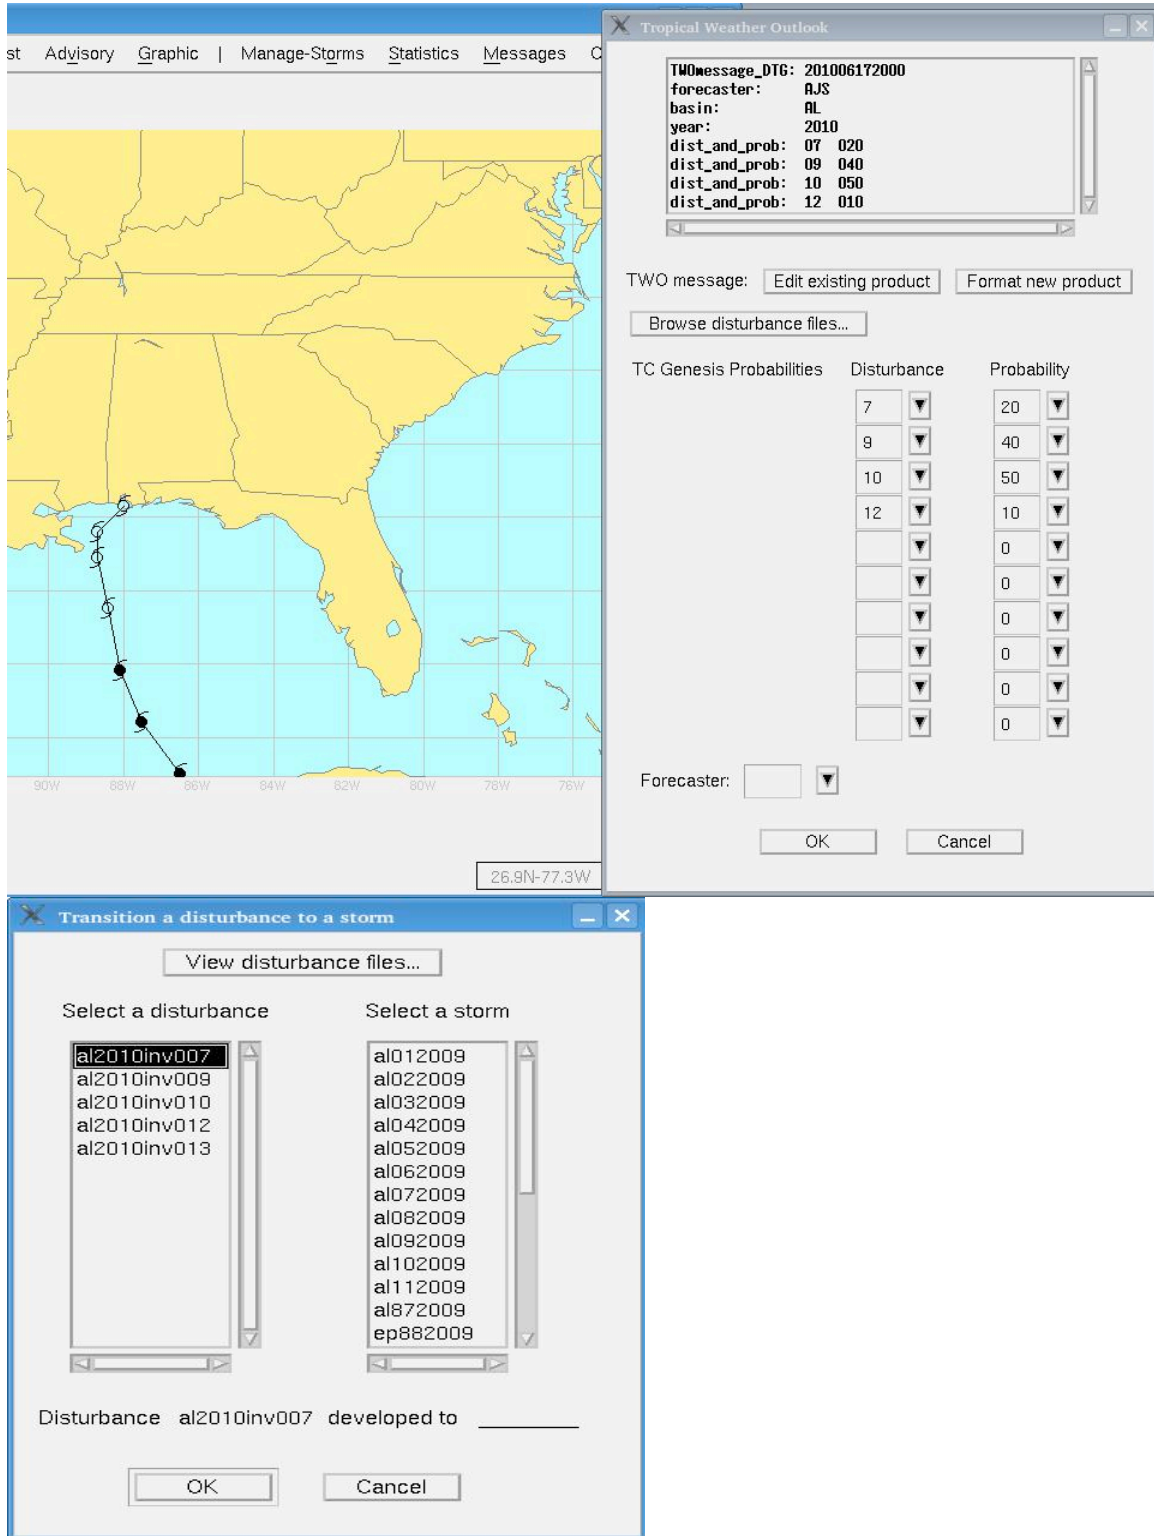 st Advisory Graphic | Manage-Storms Statistics Messages C
90W 88W 86W 84W 82W 80W 78W 76W
26.9N-77.3W
Tropical Weather Outlook
TWOmessage_DTG: 201006172000
forecaster: AJS
basin: AL
year: 2010
dist_and_prob: 07 020
dist_and_prob: 09 040
dist_and_prob: 10 050
dist_and_prob: 12 010
TWO message: Edit existing product Format new product
Browse disturbance files...
TC Genesis Probabilities Disturbance Probability
7 20
9 40
10 50
12 10
0
0
0
0
0
0
Forecaster:
OK Cancel
Transition a disturbance to a storm
View disturbance files...
Select a disturbance Select a storm
al2010inv007 al012009
al2010inv009 al022009
al2010inv010 al032009
al2010inv012 al042009
al2010inv013 al052009
al062009
al072009
al082009
al092009
al102009
al112009
al872009
ep882009
Disturbance al2010inv007 developed to
OK Cancel